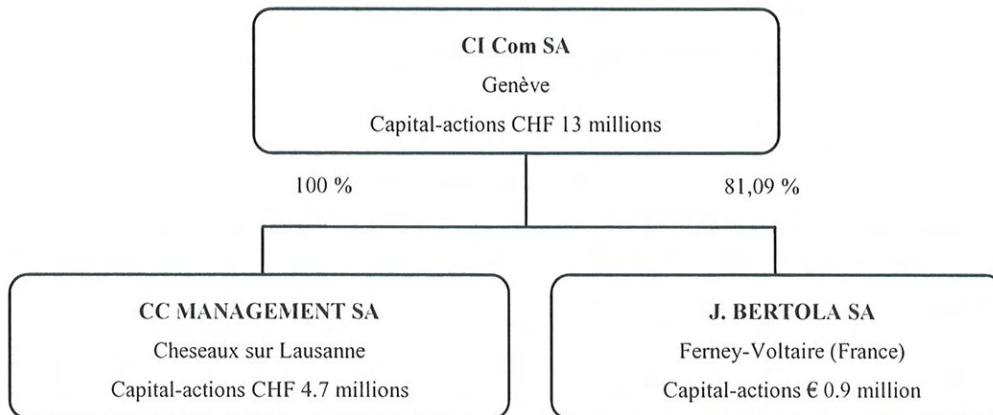 CI Com SA
Genève
Capital-actions CHF 13 millions
100 %
81,09 %
CC MANAGEMENT SA
Cheseaux sur Lausanne
Capital-actions CHF 4.7 millions
J. BERTOLA SA
Ferney-Voltaire (France)
Capital-actions € 0.9 million